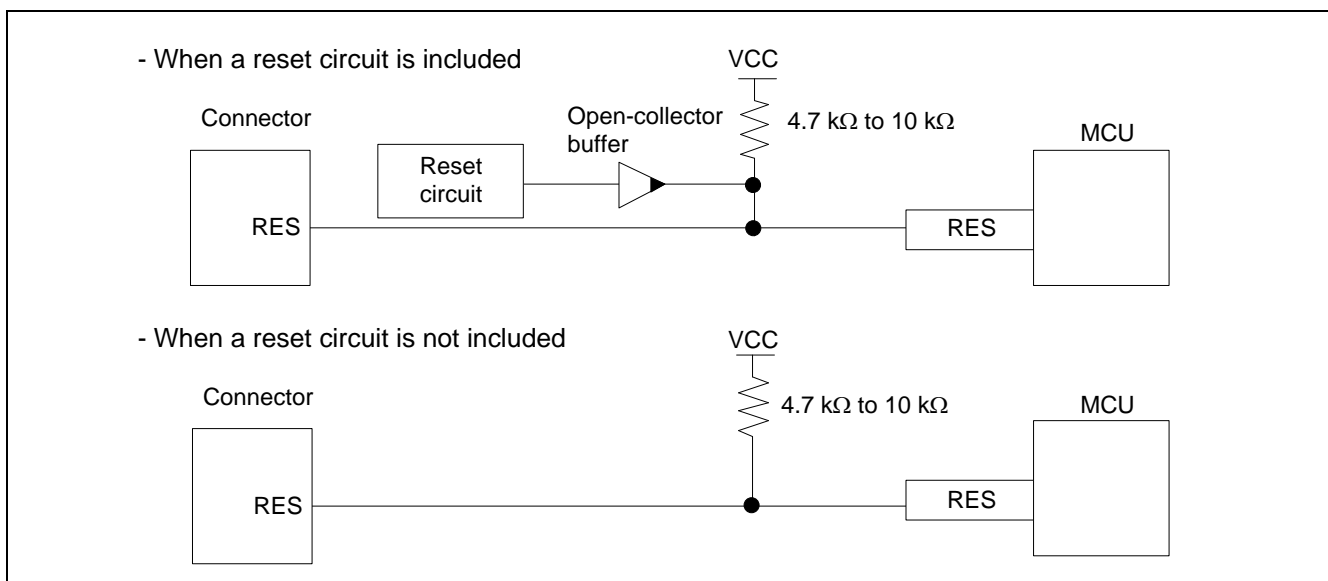 - When a reset circuit is included
VCC
Connector
Open-collector
buffer
4.7 kΩ to 10 kΩ
MCU
Reset
circuit
RES
RES
- When a reset circuit is not included
VCC
Connector
4.7 kΩ to 10 kΩ
MCU
RES
RES